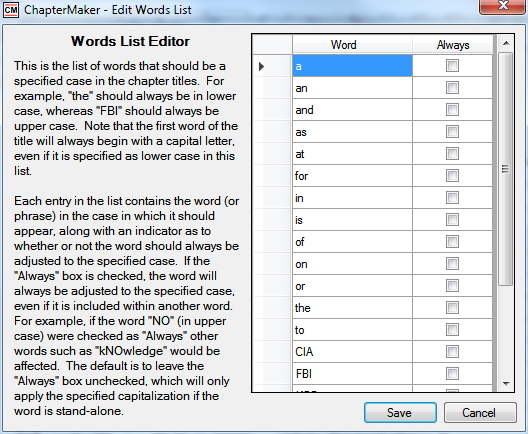 CM ChapterMaker - Edit Words List
Words List Editor
This is the list of words that should be a
specified case in the chapter titles.  For
example, "the" should always be in lower
case, whereas "FBI" should always be
upper case.  Note that the first word of the
title will always begin with a capital letter,
even if it is specified as lower case in this
list.
Each entry in the list contains the word (or
phrase) in the case in which it should
appear, along with an indicator as to
whether or not the word should always be
adjusted to the specified case.  If the
"Always" box is checked, the word will
always be adjusted to the specified case,
even if it is included within another word.
For example, if the word "NO" (in upper
case) were checked as "Always" other
words such as "kNOwledge" would be
affected.  The default is to leave the
"Always" box unchecked, which will only
apply the specified capitalization if the
word is stand-alone.
Word Always
a
an
and
as
at
for
in
is
of
on
or
the
to
CIA
FBI
Save Cancel